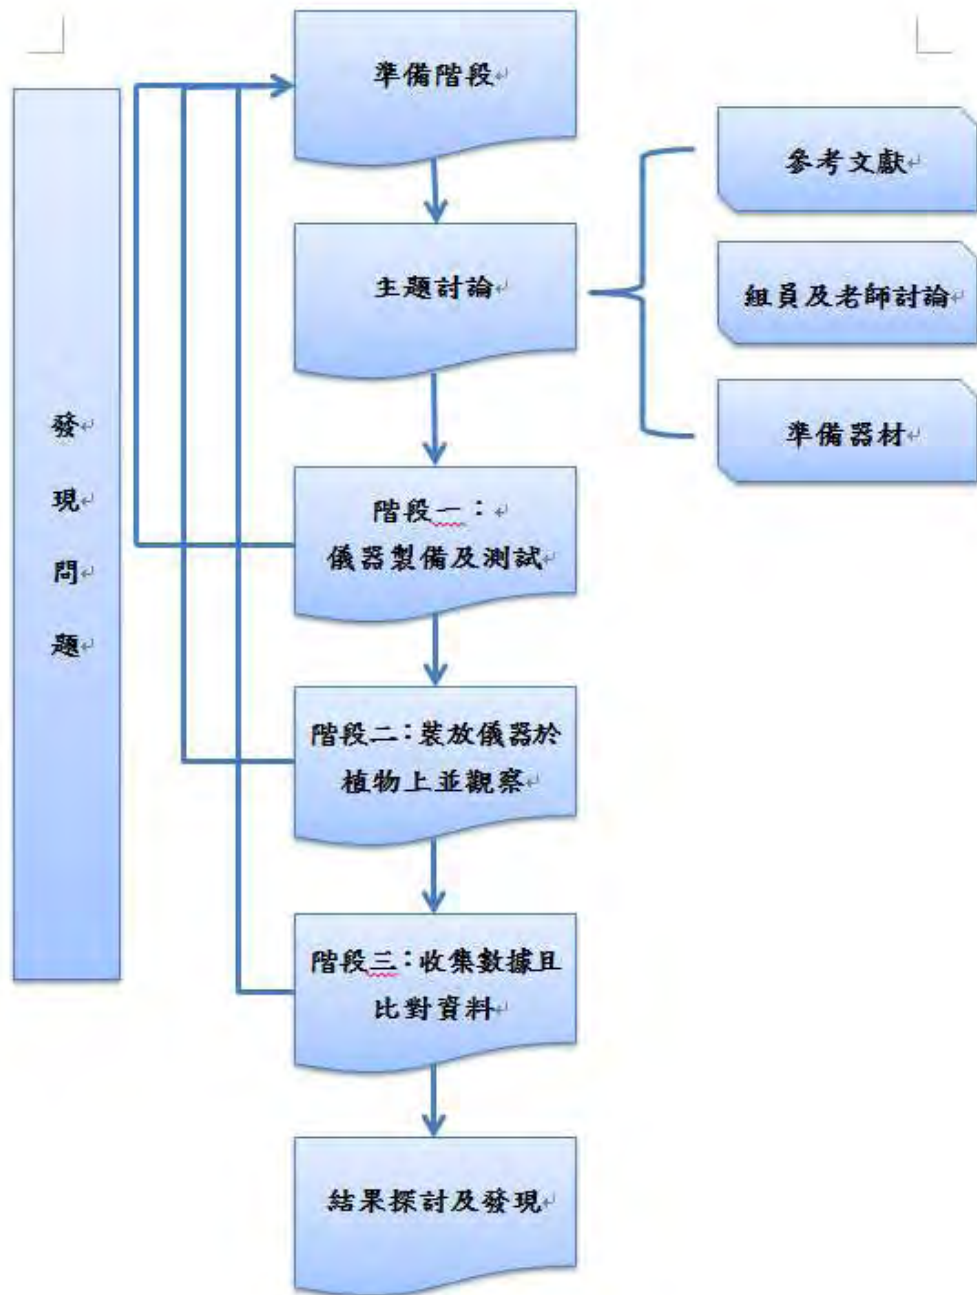 準備階段
主題討論
參考文獻
組員及老師討論
準備器材
階段一：
儀器製備及測試
階段二：裝放儀器於
植物上並觀察
階段三：收集數據且
比對資料
結果探討及發現
發
現
問
題